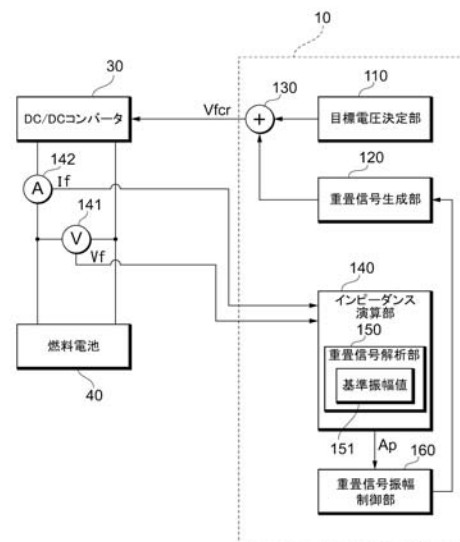 10
30
DC/DCコンバータ
Vfcr
130
+
110
目標電圧決定部
142
A
If
141
V
Vf
120
重畳信号生成部
140
インピーダンス
演算部
150
重畳信号解析部
基準振幅値
151
燃料電池
40
Ap
160
重畳信号振幅
制御部